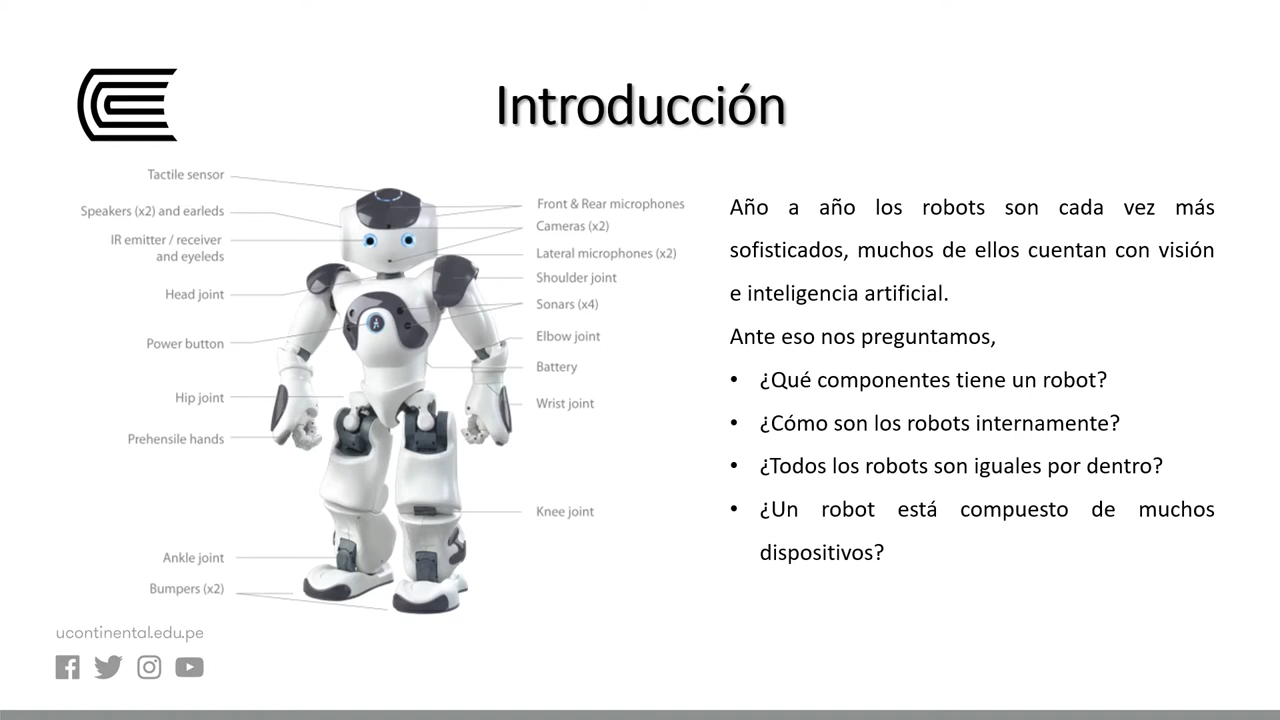 Introducción
Tactile sensor
Speakers (x2) and earleds
IR emitter / receiver
and eyeleds
Head joint
Power button
Hip joint
Prehensile hands
Ankle joint
Bumpers (x2)
Front & Rear microphones
Cameras (x2)
Lateral microphones (x2)
Shoulder joint
Sonars (x4)
Elbow joint
Battery
Wrist joint
Knee joint
Año a año los robots son cada vez más
sofisticados, muchos de ellos cuentan con visión
e inteligencia artificial.
Ante eso nos preguntamos,
• ¿Qué componentes tiene un robot?
• ¿Cómo son los robots internamente?
• ¿Todos los robots son iguales por dentro?
• ¿Un robot está compuesto de muchos
dispositivos?
ucontinental.edu.pe